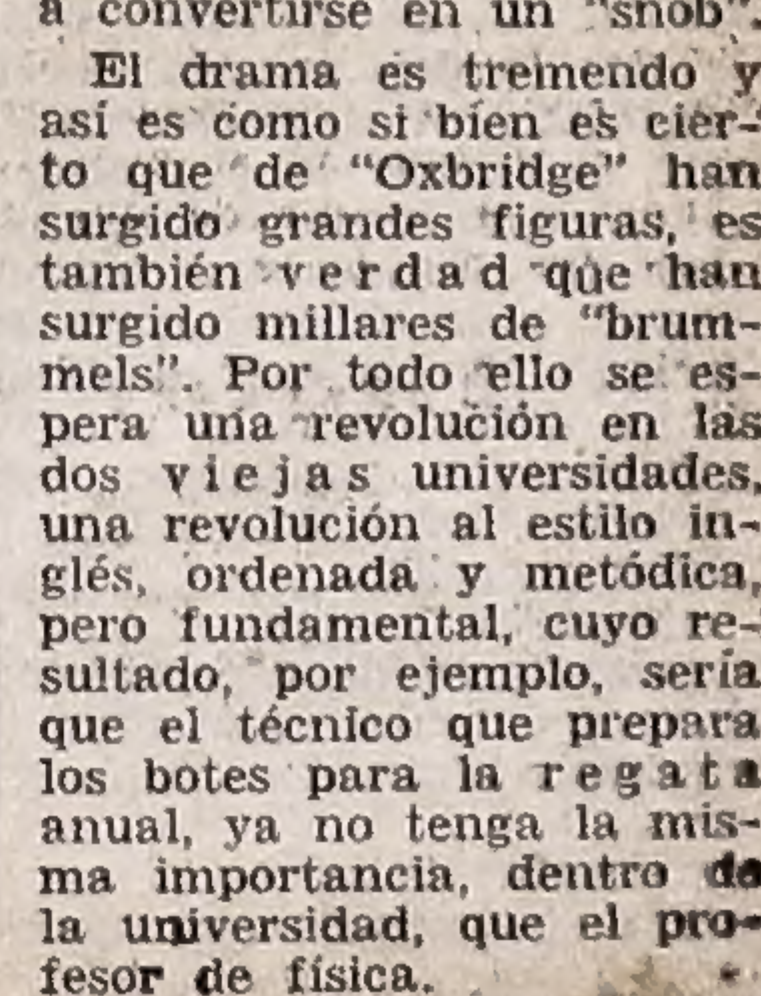 a convertirse en un "snob".
El drama es tremendo y
así es como si bien es cier-
to que de "Oxbridge" han
surgido grandes figuras, es
también verdad que han
surgido millares de "brum-
mels". Por todo ello se es-
pera una revolución en las
dos viejas universidades,
una revolución al estilo in-
glés, ordenada y metódica,
pero fundamental, cuyo re-
sultado, por ejemplo, sería
que el técnico que prepara
los botes para la regata
anual, ya no tenga la mis-
ma importancia, dentro de
la universidad, que el pro-
fesor de física.